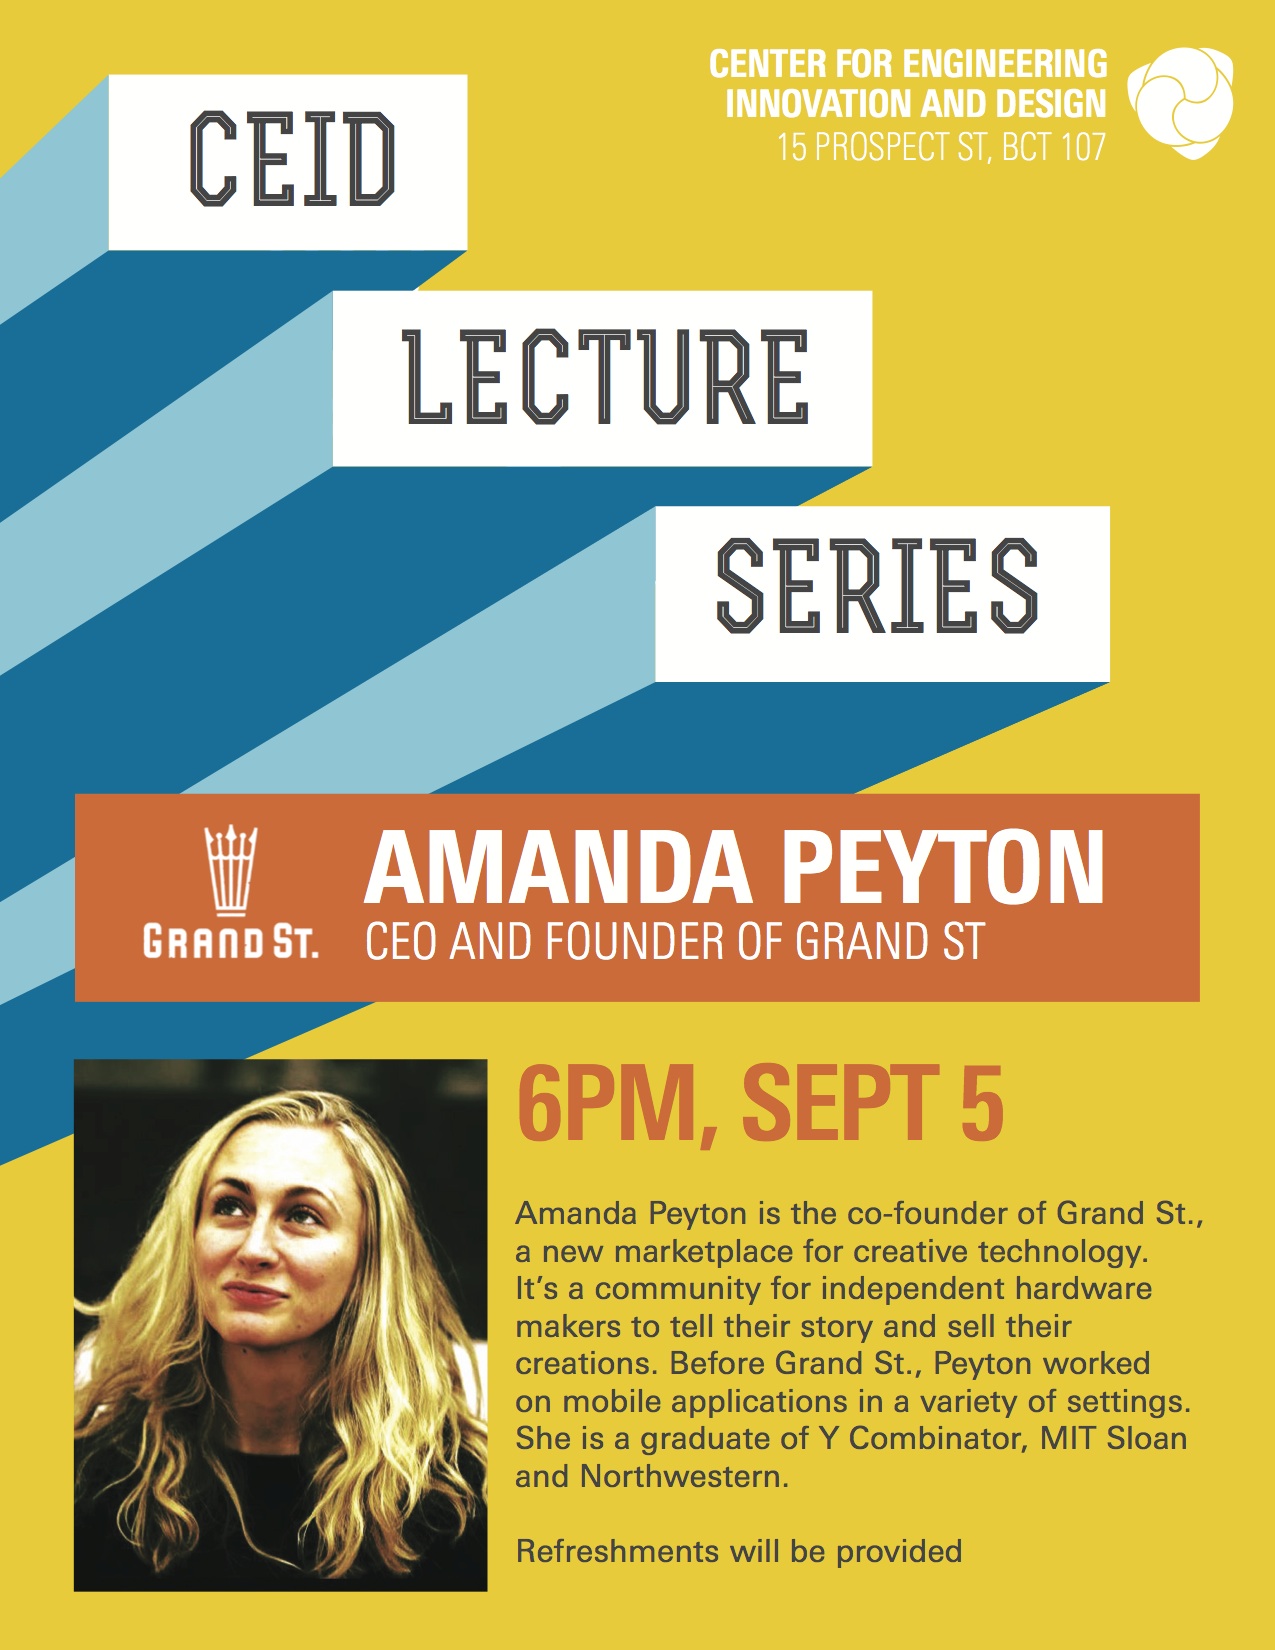 CENTER FOR ENGINEERING
INNOVATION AND DESIGN
15 PROSPECT ST, BCT 107
CEID
LECTURE
SERIES
GRAND ST.
AMANDA PEYTON
CEO AND FOUNDER OF GRAND ST
6PM, SEPT 5
Amanda Peyton is the co-founder of Grand St.,
a new marketplace for creative technology.
It's a community for independent hardware
makers to tell their story and sell their
creations. Before Grand St., Peyton worked
on mobile applications in a variety of settings.
She is a graduate of Y Combinator, MIT Sloan
and Northwestern.
Refreshments will be provided